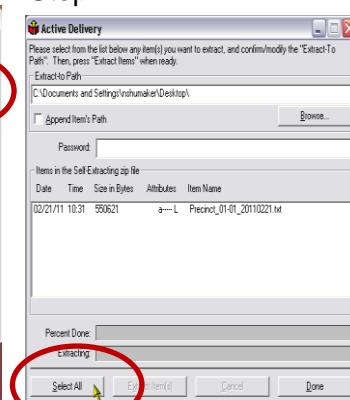 Step
Active Delivery
Please select from the list below any item(s) you want to extract, and confirm/modify the "Extract-To
Path". Then, press "Extract Items" when ready.
Extract-to Path
C:\Documents and Settings\nshumaker\Desktop\
Append Item's Path
Browse...
Password:
Items in the Self-Extracting zip file
Date Time Size in Bytes Attributes Item Name
02/21/11 10:31 550621 a---- L Precinct_01-01_20110221.txt
Percent Done:
Extracting:
Select All Extract Item(s) Cancel Done